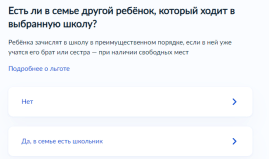 Есть ли в семье другой ребёнок, который ходит в
выбранную школу?
Ребёнка зачислят в школу в преимущественном порядке, если в ней уже
учатся его брат или сестра — при наличии свободных мест
Подробнее о льготе
Нет
Да, в семье есть школьник